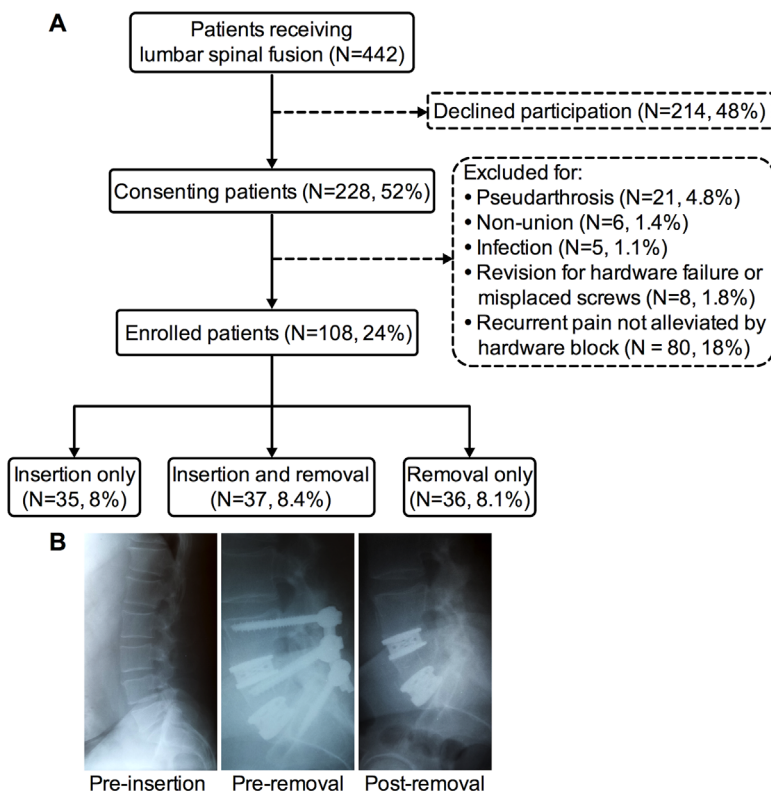 A
Patients receiving
lumbar spinal fusion (N=442)
Declined participation (N=214, 48%)
Consenting patients (N=228, 52%)
Excluded for:
• Pseudarthrosis (N=21, 4.8%)
• Non-union (N=6, 1.4%)
• Infection (N=5, 1.1%)
• Revision for hardware failure or
misplaced screws (N=8, 1.8%)
• Recurrent pain not alleviated by
hardware block (N = 80, 18%)
Enrolled patients (N=108, 24%)
Insertion only
(N=35, 8%)
Insertion and removal
(N=37, 8.4%)
Removal only
(N=36, 8.1%)
B
Pre-insertion
Pre-removal
Post-removal